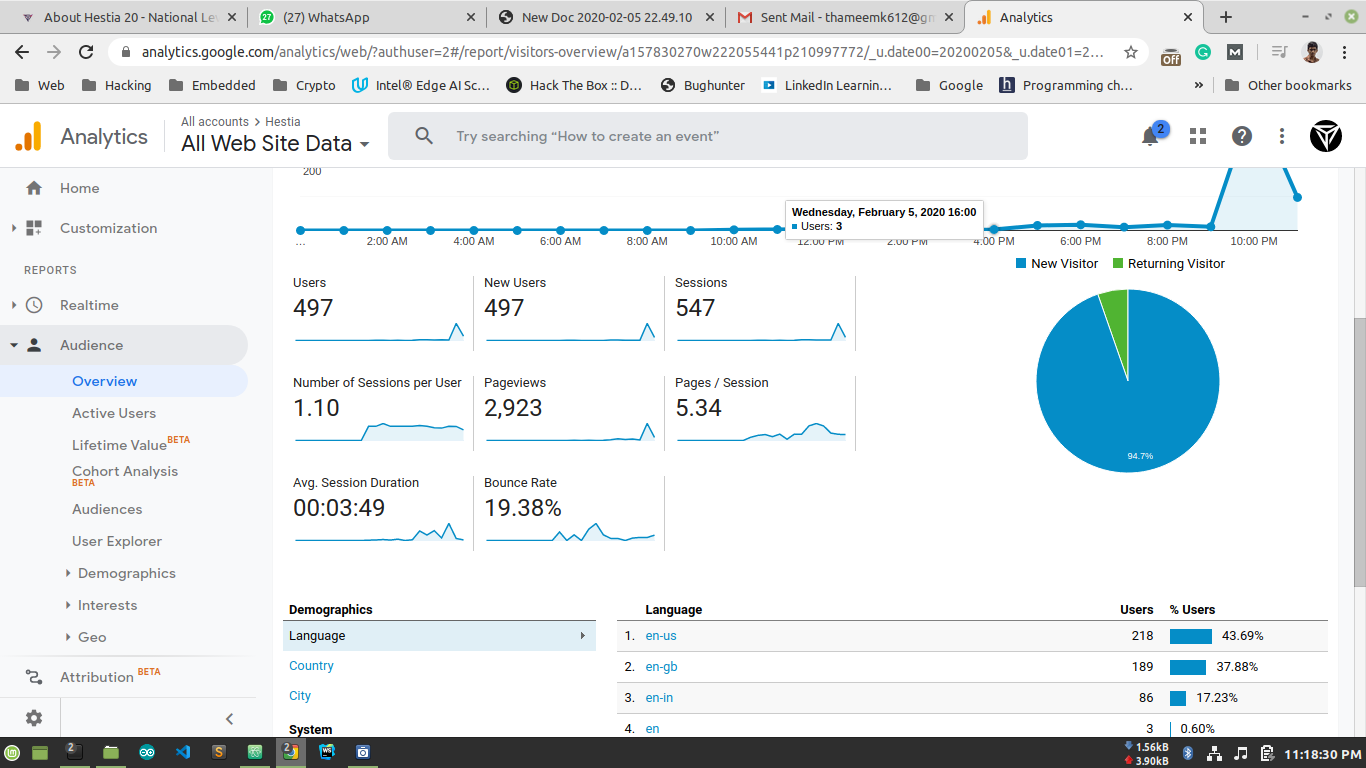 About Hestia 20 - National Lev
(27) WhatsApp
New Doc 2020-02-05 22.49.10
Sent Mail - thameemk612@gm
Analytics
analytics.google.com/analytics/web/?authuser=2#/report/visitors-overview/a157830270w222055441p210997772/_u.date00=20200205&_u.date01=2...
Off
Web
Hacking
Embedded
Crypto
Intel® Edge AI Sc...
Hack The Box :: D...
Bughunter
LinkedIn Learnin...
Google
Programming ch...
»
Other bookmarks
Analytics
All accounts > Hestia
All Web Site Data
Try searching “How to create an event”
2
Home
Customization
REPORTS
Realtime
Audience
Overview
Active Users
Lifetime Value BETA
Cohort Analysis
BETA
Audiences
User Explorer
Demographics
Interests
Geo
Attribution BETA
200
Wednesday, February 5, 2020 16:00
Users: 3
... 2:00 AM 4:00 AM 6:00 AM 8:00 AM 10:00 AM 12:00 PM 2:00 PM 4:00 PM 6:00 PM 8:00 PM 10:00 PM
New Visitor Returning Visitor
Users
497
New Users
497
Sessions
547
Number of Sessions per User
1.10
Pageviews
2,923
Pages / Session
5.34
Avg. Session Duration
00:03:49
Bounce Rate
19.38%
94.7%
Demographics
Language
Country
City
System
Language Users % Users
1. en-us 218 43.69%
2. en-gb 189 37.88%
3. en-in 86 17.23%
4. en 3 0.60%
2
2
1.56kB
3.90kB
11:18:30 PM